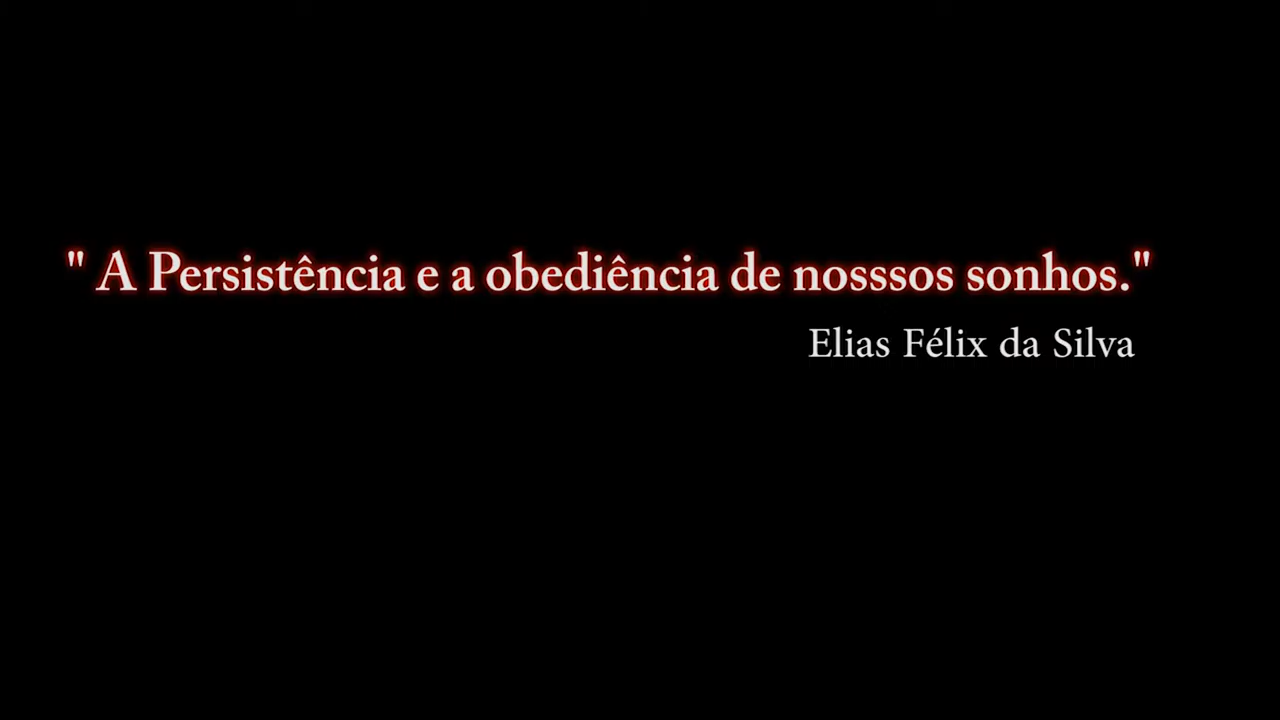 " A Persistência e a obediência de nosssos sonhos."
Elias Félix da Silva